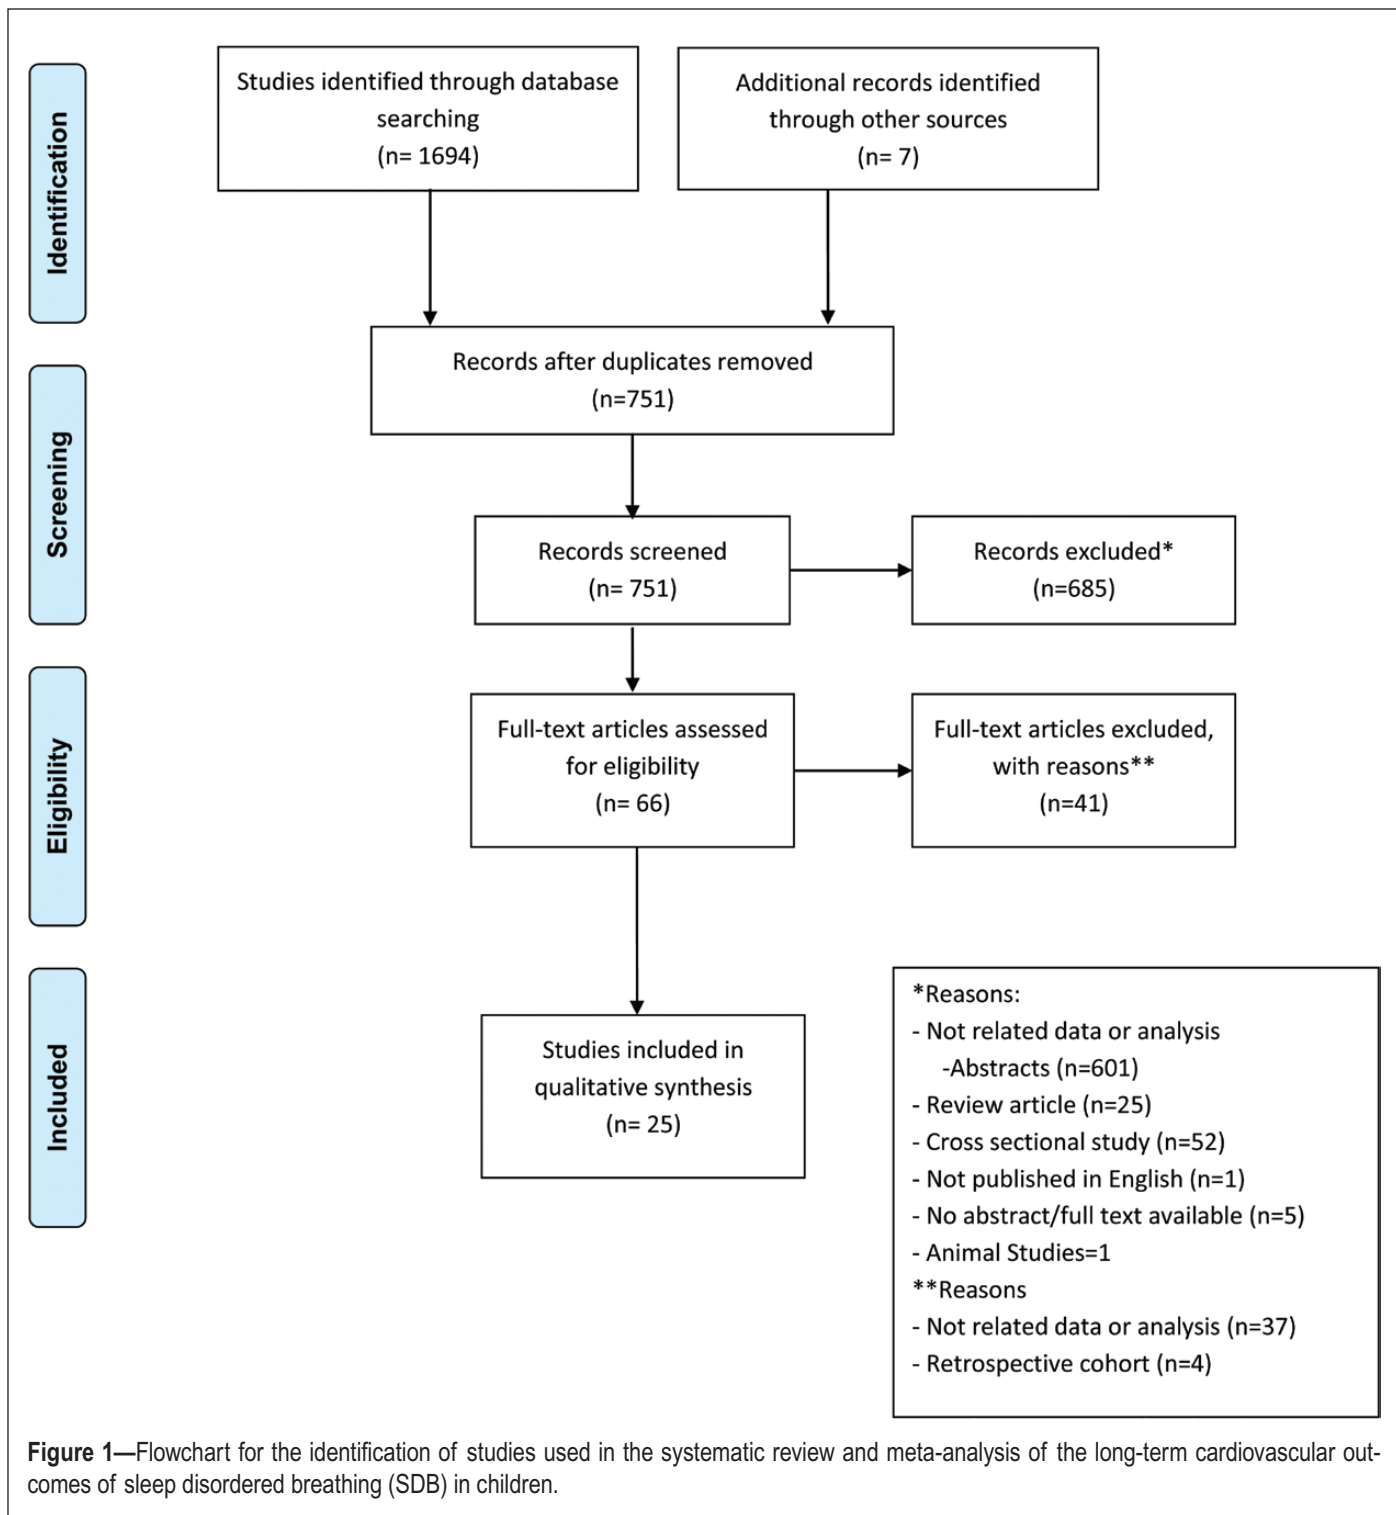 Identification
Studies identified through database
searching
(n= 1694)
Additional records identified
through other sources
(n= 7)
Records after duplicates removed
(n=751)
Screening
Records screened
(n= 751)
Records excluded*
(n=685)
Eligibility
Full-text articles assessed
for eligibility
(n= 66)
Full-text articles excluded,
with reasons**
(n=41)
Included
Studies included in
qualitative synthesis
(n= 25)
*Reasons:
- Not related data or analysis
-Abstracts (n=601)
- Review article (n=25)
- Cross sectional study (n=52)
- Not published in English (n=1)
- No abstract/full text available (n=5)
- Animal Studies=1
**Reasons
- Not related data or analysis (n=37)
- Retrospective cohort (n=4)
Figure 1—Flowchart for the identification of studies used in the systematic review and meta-analysis of the long-term cardiovascular out-
comes of sleep disordered breathing (SDB) in children.